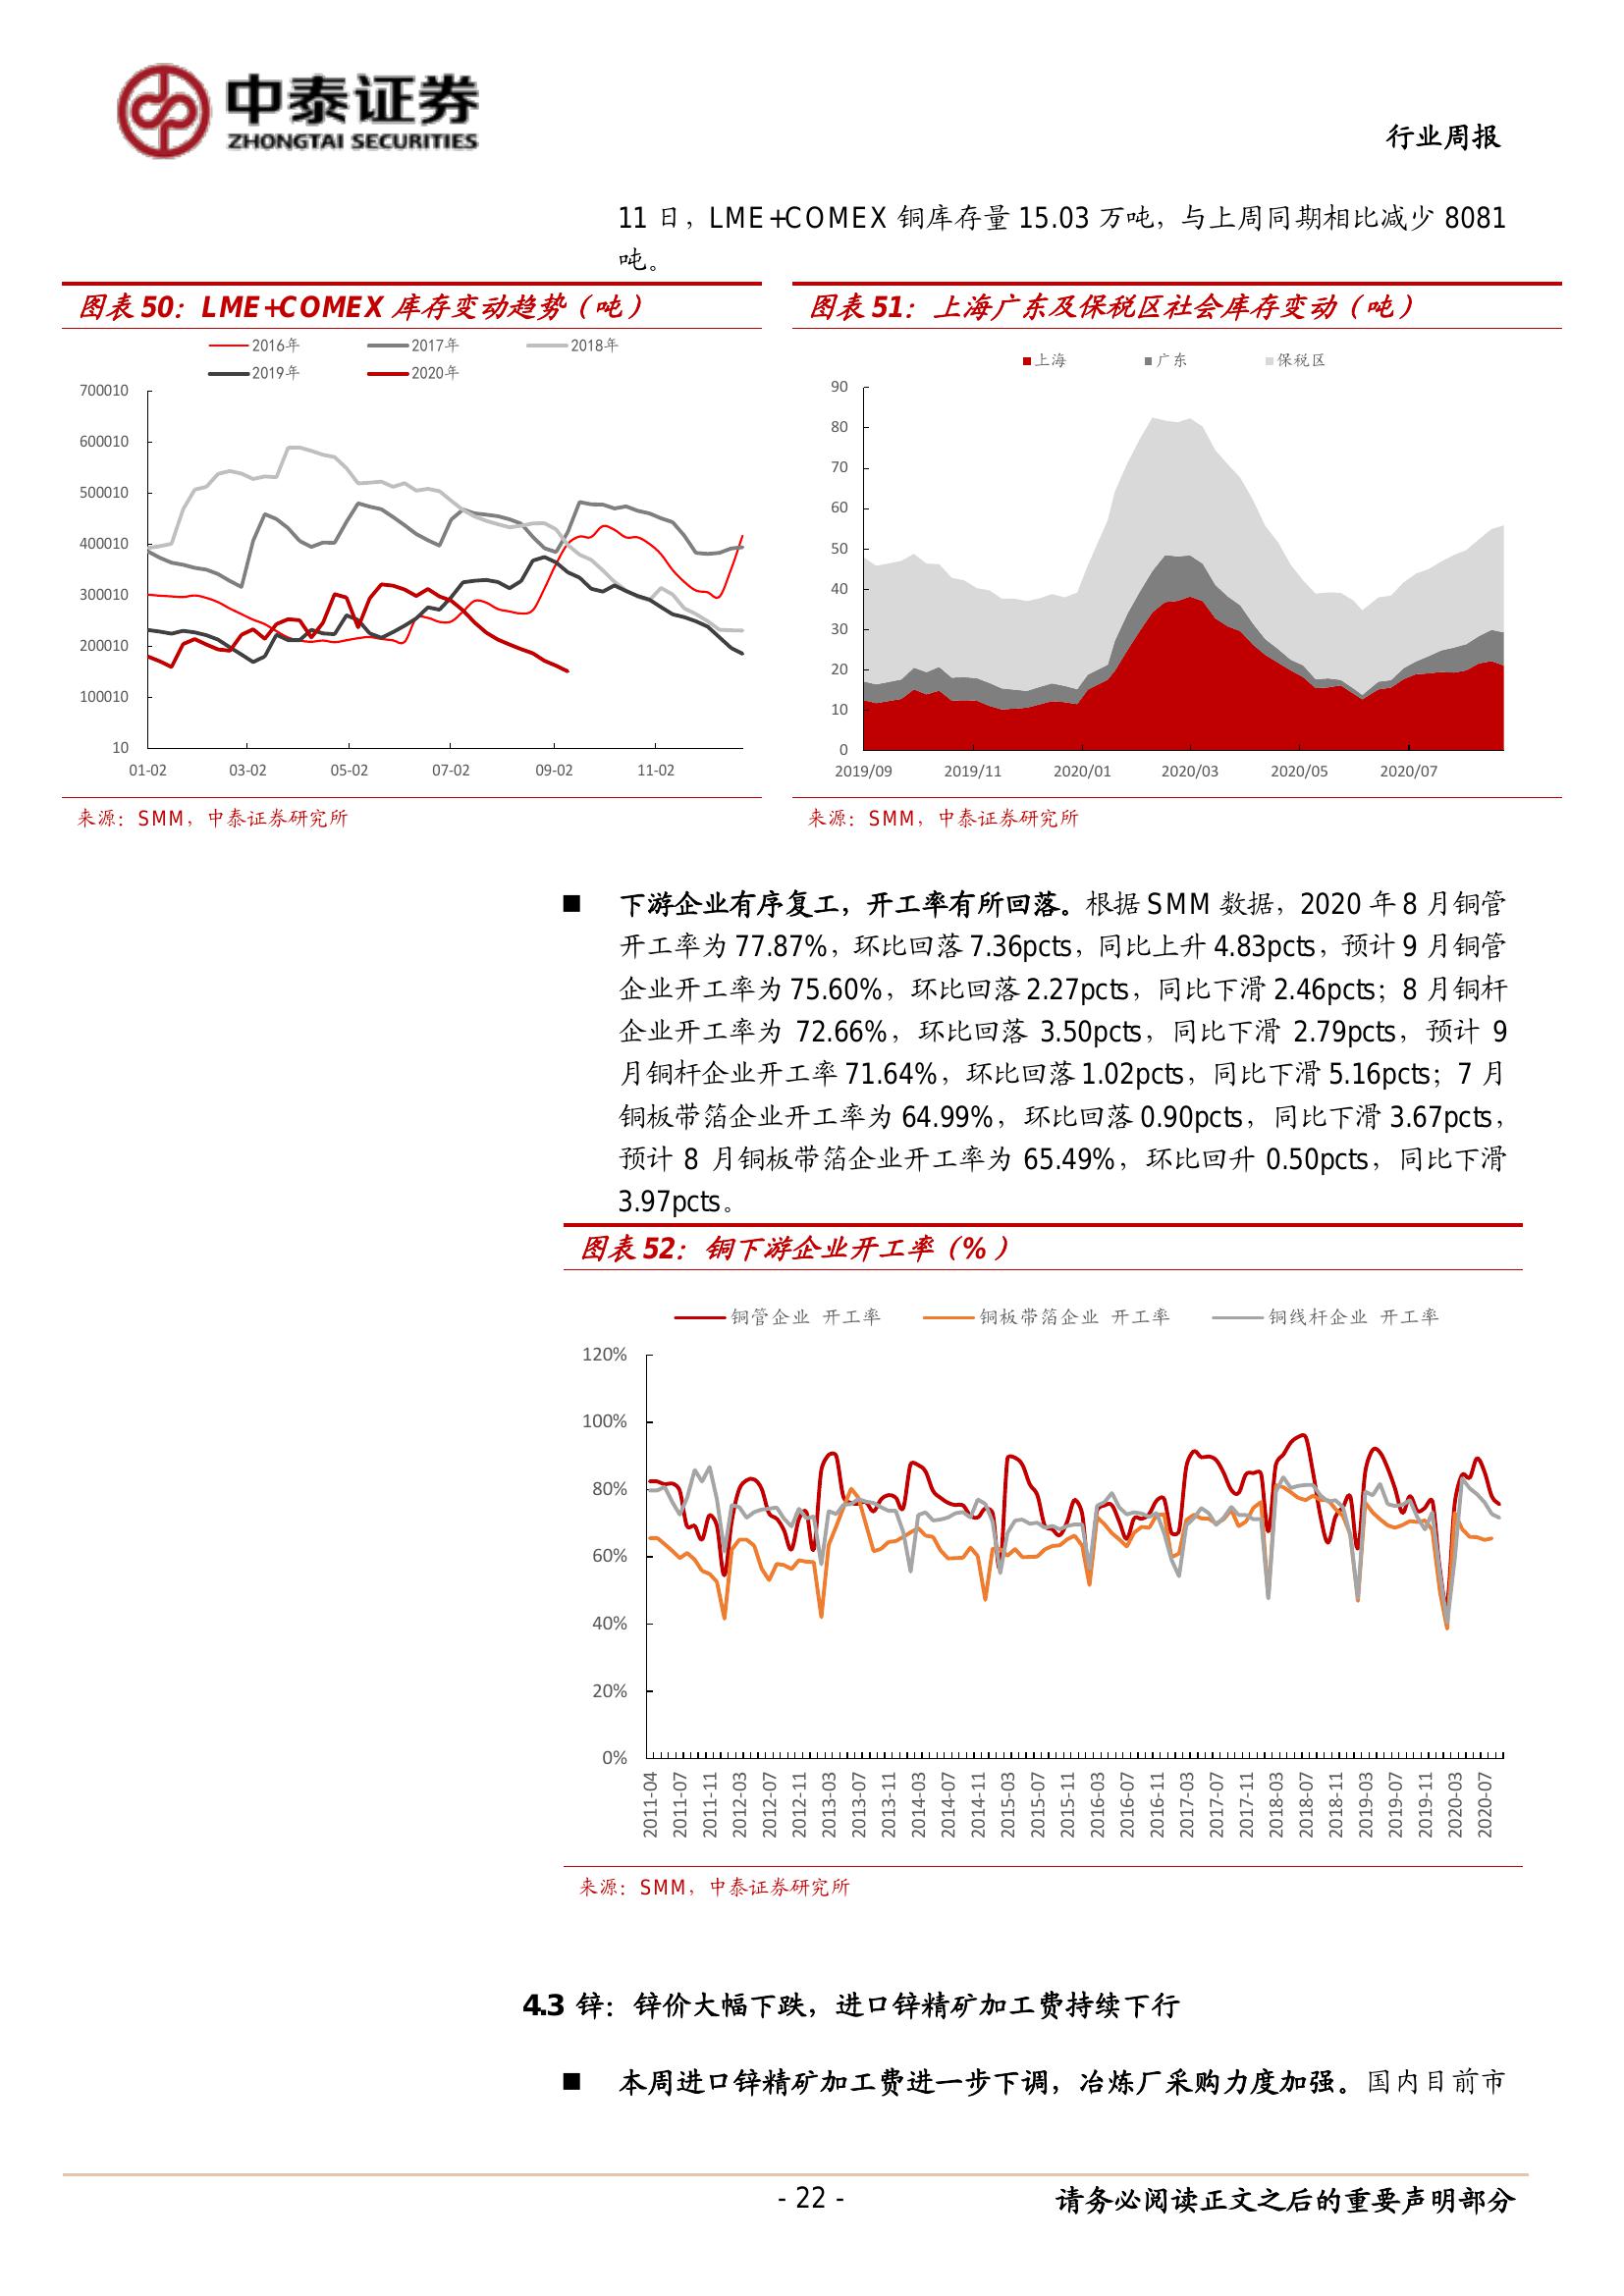 中泰证券
ZHONGTAI SECURITIES
行业周报
11 日，LME+COMEX 铜库存量 15.03 万吨，与上周同期相比减少 8081
吨。
图表 50：LME+COMEX 库存变动趋势（吨）
2016年 2017年 2018年
2019年 2020年
700010
600010
500010
400010
300010
200010
100010
10
01-02 03-02 05-02 07-02 09-02 11-02
来源：SMM，中泰证券研究所
图表 51：上海广东及保税区社会库存变动（吨）
上海 广东 保税区
90
80
70
60
50
40
30
20
10
0
2019/09 2019/11 2020/01 2020/03 2020/05 2020/07
来源：SMM，中泰证券研究所
■ 下游企业有序复工，开工率有所回落。根据 SMM 数据，2020 年 8 月铜管
开工率为 77.87%，环比回落 7.36pcts，同比上升 4.83pcts，预计 9 月铜管
企业开工率为 75.60%，环比回落 2.27pcts，同比下滑 2.46pcts；8 月铜杆
企业开工率为 72.66%，环比回落 3.50pcts，同比下滑 2.79pcts，预计 9
月铜杆企业开工率 71.64%，环比回落 1.02pcts，同比下滑 5.16pcts；7 月
铜板带箔企业开工率为 64.99%，环比回落 0.90pcts，同比下滑 3.67pcts，
预计 8 月铜板带箔企业开工率为 65.49%，环比回升 0.50pcts，同比下滑
3.97pcts。
图表 52：铜下游企业开工率（%）
铜管企业 开工率 铜板带箔企业 开工率 铜线杆企业 开工率
120%
100%
80%
60%
40%
20%
0%
2011-04 2011-07 2011-11 2012-03 2012-07 2012-11 2013-03 2013-07 2013-11 2014-03 2014-07 2014-11 2015-03 2015-07 2015-11 2016-03 2016-07 2016-11 2017-03 2017-07 2017-11 2018-03 2018-07 2018-11 2019-03 2019-07 2019-11 2020-03 2020-07
来源：SMM，中泰证券研究所
4.3 锌：锌价大幅下跌，进口锌精矿加工费持续下行
■ 本周进口锌精矿加工费进一步下调，冶炼厂采购力度加强。国内目前市
- 22 -
请务必阅读正文之后的重要声明部分